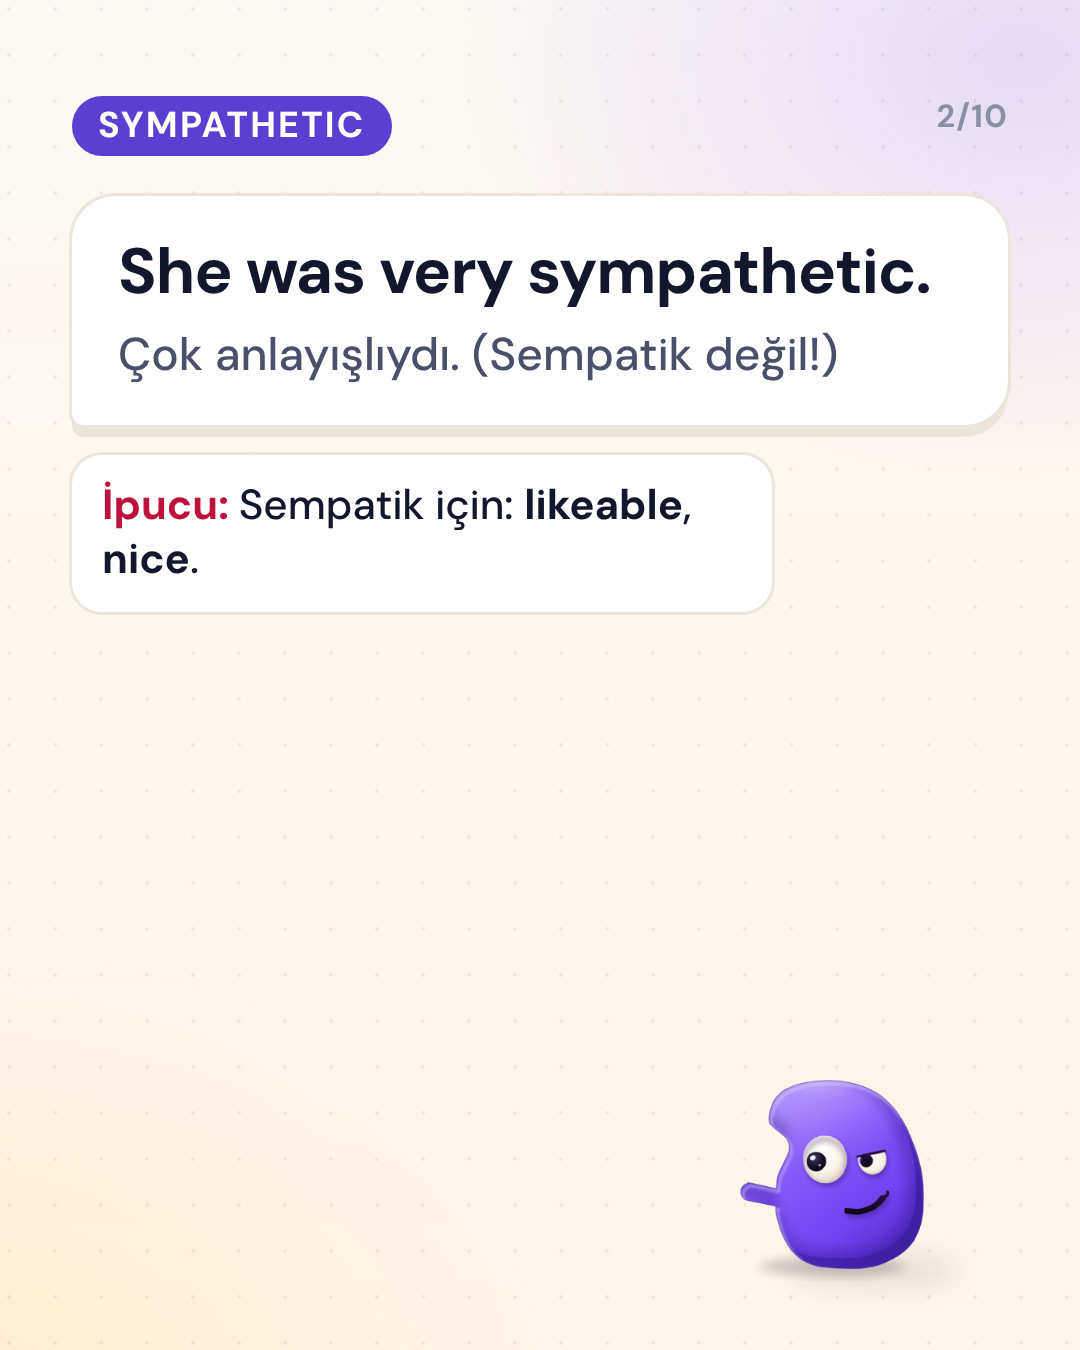 SYMPATHETIC
2/10
She was very sympathetic.
Çok anlayışlıydı. (Sempatik değil!)
İpucu: Sempatik için: likeable,
nice.